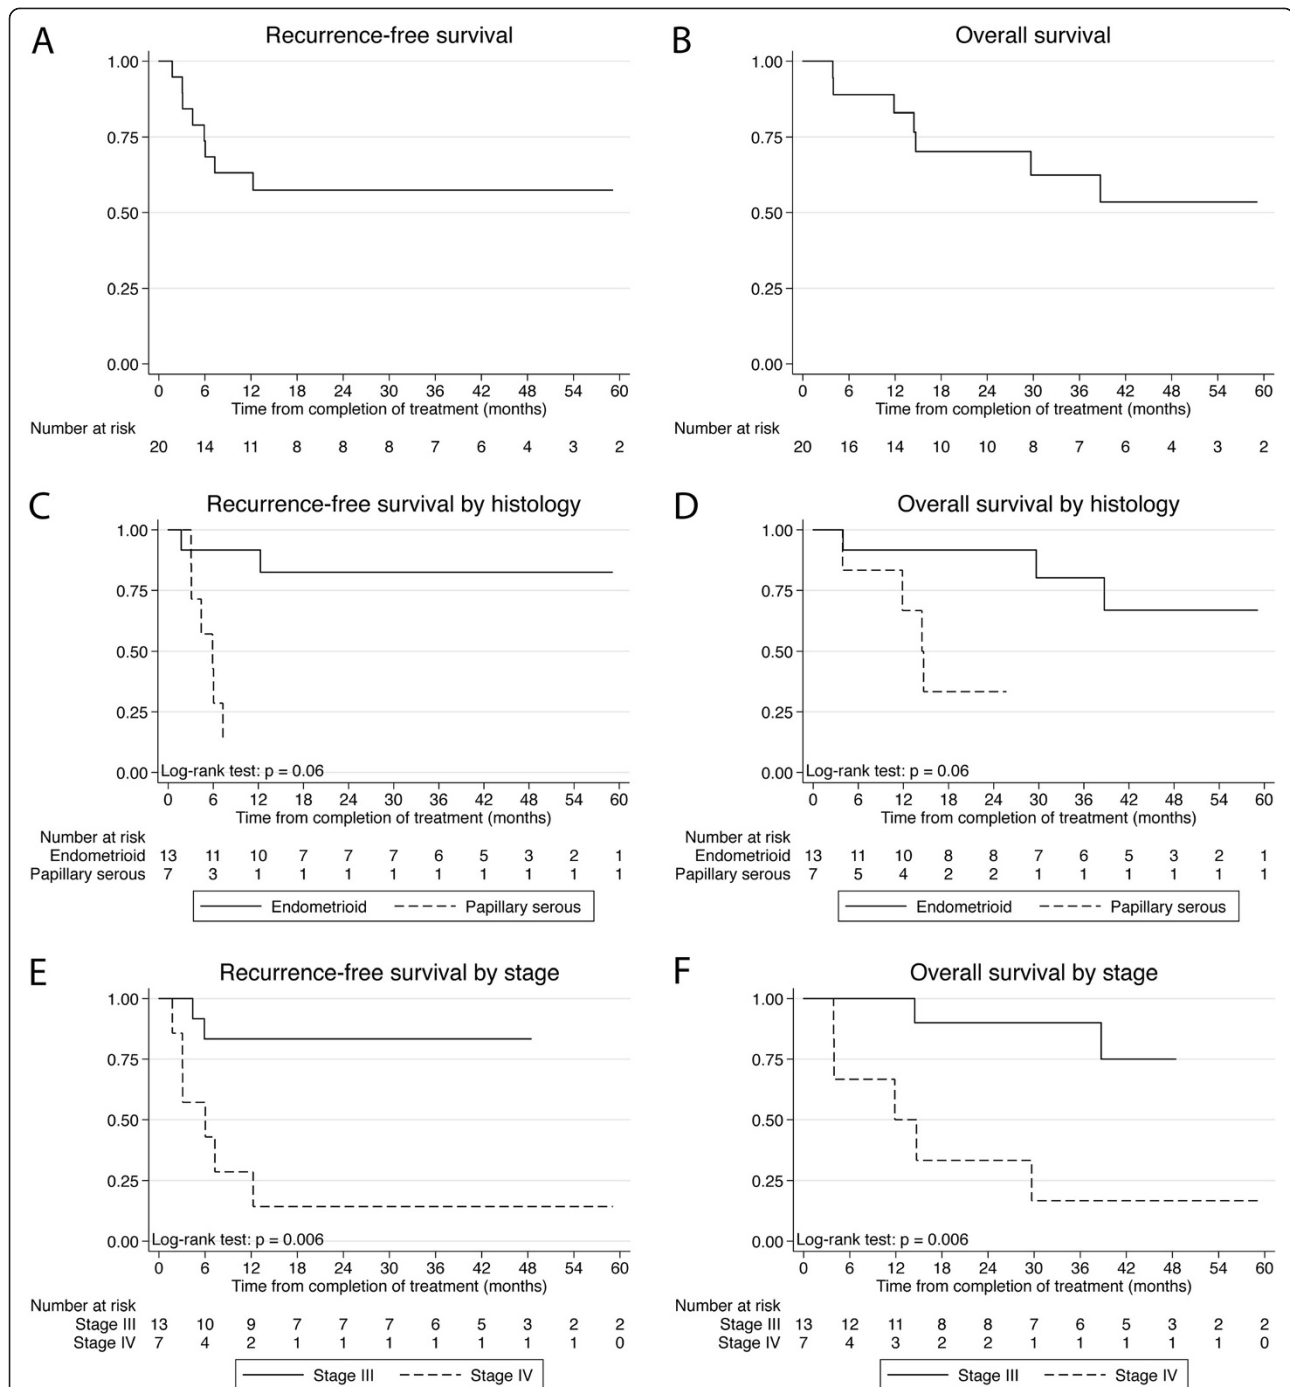 A
Recurrence-free survival
1.00
0.75
0.50
0.25
0.00
0 6 12 18 24 30 36 42 48 54 60
Time from completion of treatment (months)
Number at risk
20 14 11 8 8 8 7 6 4 3 2
B
Overall survival
1.00
0.75
0.50
0.25
0.00
0 6 12 18 24 30 36 42 48 54 60
Time from completion of treatment (months)
Number at risk
20 16 14 10 10 8 7 6 4 3 2
C
Recurrence-free survival by histology
1.00
0.75
0.50
0.25
0.00
Log-rank test: p = 0.06
0 6 12 18 24 30 36 42 48 54 60
Time from completion of treatment (months)
Number at risk
Endometrioid 13 11 10 7 7 7 6 5 3 2 1
Papillary serous 7 3 1 1 1 1 1 1 1 1 1
Endometrioid Papillary serous
D
Overall survival by histology
1.00
0.75
0.50
0.25
0.00
Log-rank test: p = 0.06
0 6 12 18 24 30 36 42 48 54 60
Time from completion of treatment (months)
Number at risk
Endometrioid 13 11 10 8 8 7 6 5 3 2 1
Papillary serous 7 5 4 2 2 1 1 1 1 1 1
Endometrioid Papillary serous
E
Recurrence-free survival by stage
1.00
0.75
0.50
0.25
0.00
Log-rank test: p = 0.006
0 6 12 18 24 30 36 42 48 54 60
Time from completion of treatment (months)
Number at risk
Stage III 13 10 9 7 7 7 6 5 3 2 2
Stage IV 7 4 2 1 1 1 1 1 1 1 0
Stage III Stage IV
F
Overall survival by stage
1.00
0.75
0.50
0.25
0.00
Log-rank test: p = 0.006
0 6 12 18 24 30 36 42 48 54 60
Time from completion of treatment (months)
Number at risk
Stage III 13 12 11 8 8 7 6 5 3 2 2
Stage IV 7 4 3 2 2 1 1 1 1 1 0
Stage III Stage IV